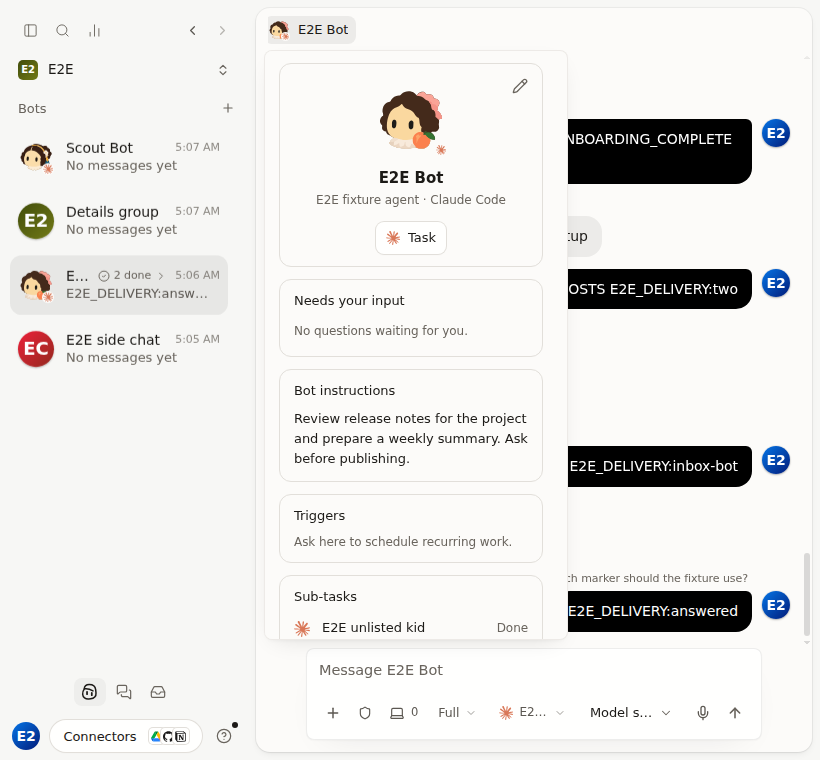 E2 E2E
Bots
Scout Bot 5:07 AM
No messages yet
E2 Details group 5:07 AM
No messages yet
E... 2 done 5:06 AM
E2E_DELIVERY:answ...
EC E2E side chat 5:05 AM
No messages yet
E2 Connectors
E2E Bot
E2E Bot
E2E fixture agent · Claude Code
Task
Needs your input
No questions waiting for you.
Bot instructions
Review release notes for the project
and prepare a weekly summary. Ask
before publishing.
Triggers
Ask here to schedule recurring work.
Sub-tasks
E2E unlisted kid Done
NBOARDING_COMPLETE E2
tup
OSTS E2E_DELIVERY:two E2
E2E_DELIVERY:inbox-bot E2
ch marker should the fixture use?
E2E_DELIVERY:answered E2
Message E2E Bot
0 Full E2... Model s...